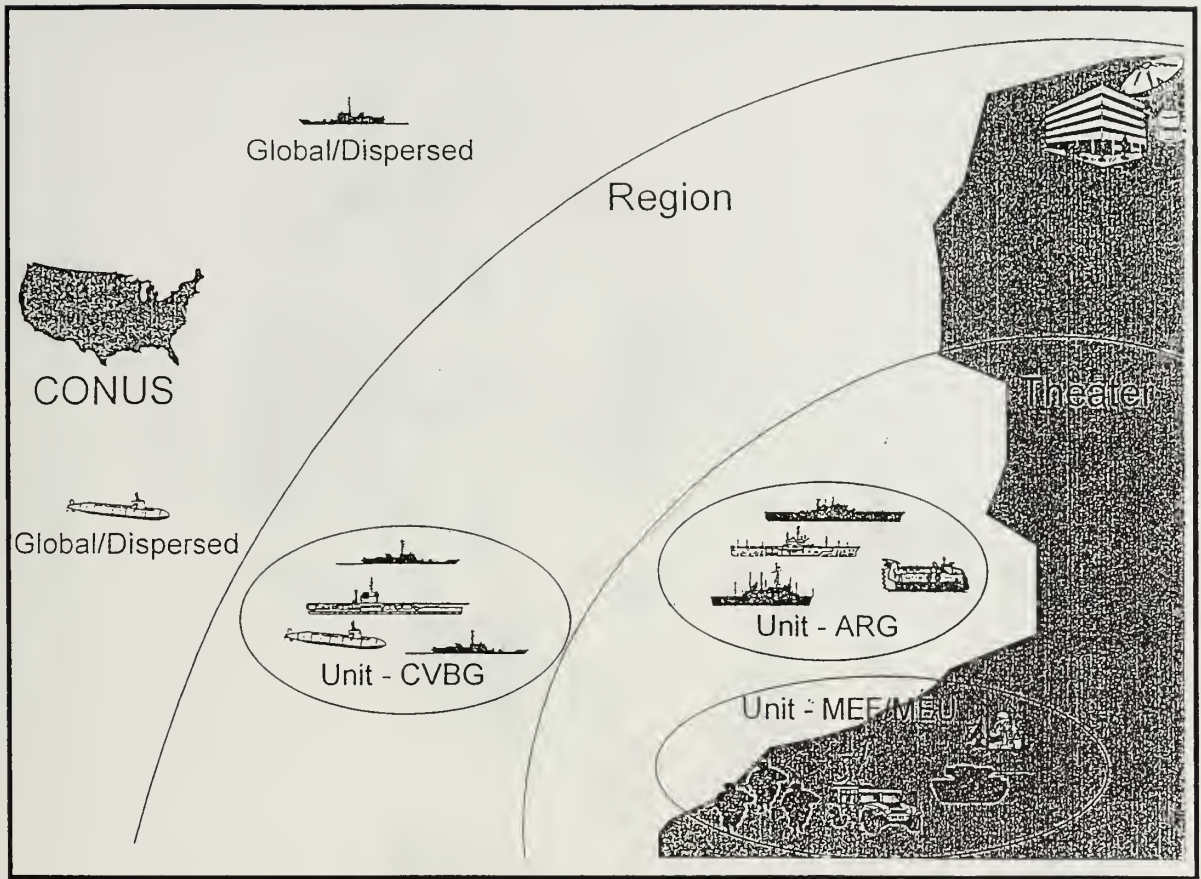 Global/Dispersed
Region
CONUS
Theater
Global/Dispersed
Unit - CVBG
Unit - ARG
Unit - MEF/MEU